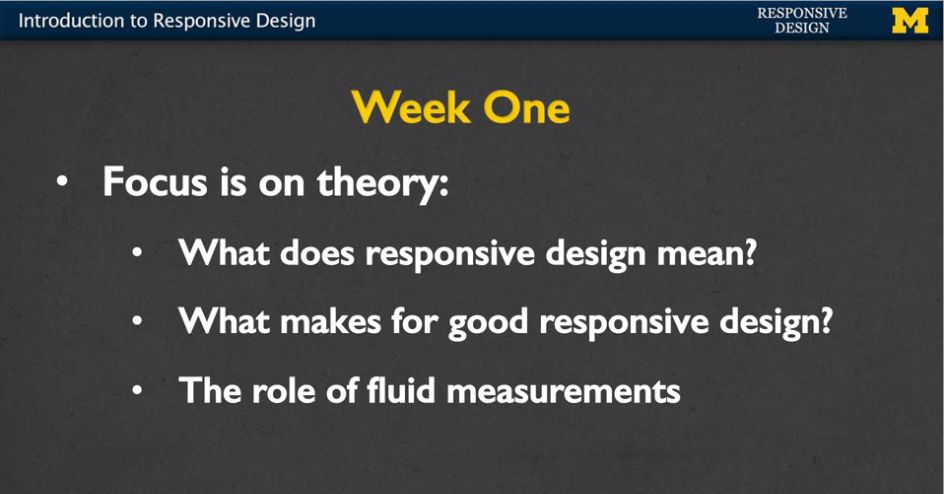 Introduction to Responsive Design
RESPONSIVE
DESIGN
M
Week One
• Focus is on theory:
• What does responsive design mean?
• What makes for good responsive design?
• The role of fluid measurements